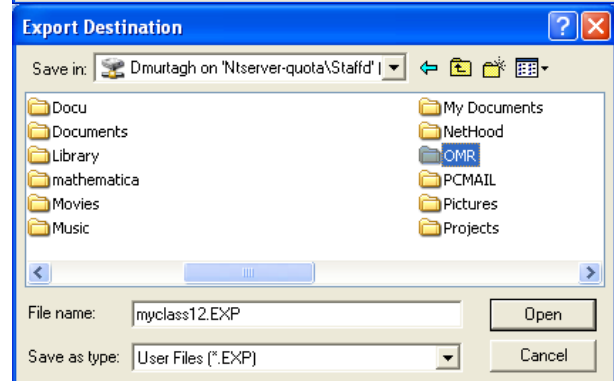 Export Destination
Save in: Dmurtagh on 'Ntserver-quota\Staffd' (
Docu
Documents
Library
mathematica
Movies
Music
My Documents
NetHood
OMR
PCMAIL
Pictures
Projects
File name: myclass12.EXP Open
Save as type: User Files (*.EXP) Cancel